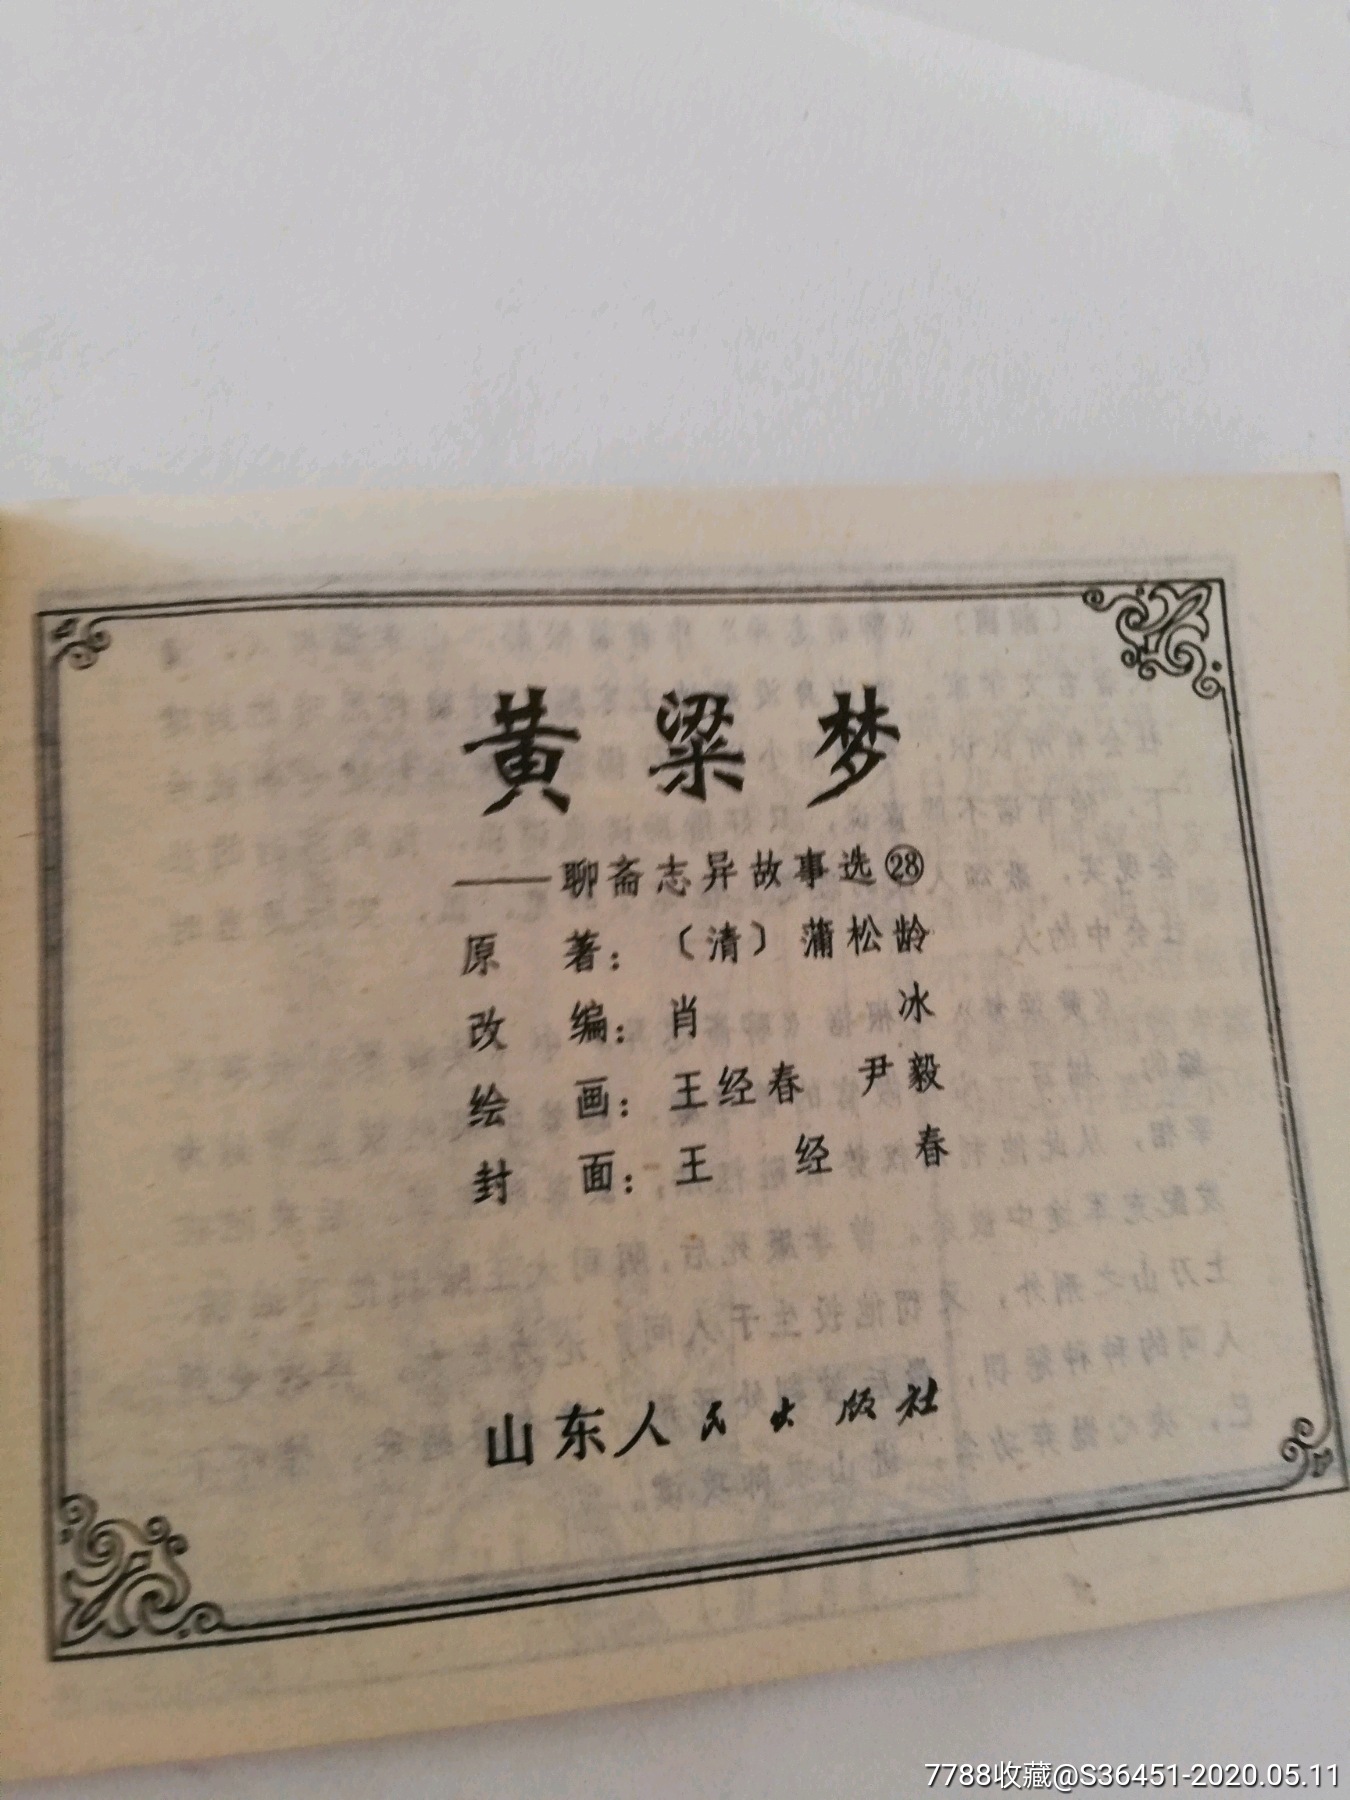 黄粱梦
——聊斋志异故事选㉘
原 著：〔清〕蒲松龄
改 编：肖 冰
绘 画：王经春 尹毅
封 面：王 经 春
山东人民出版社
7788收藏@S36451-2020.05.11